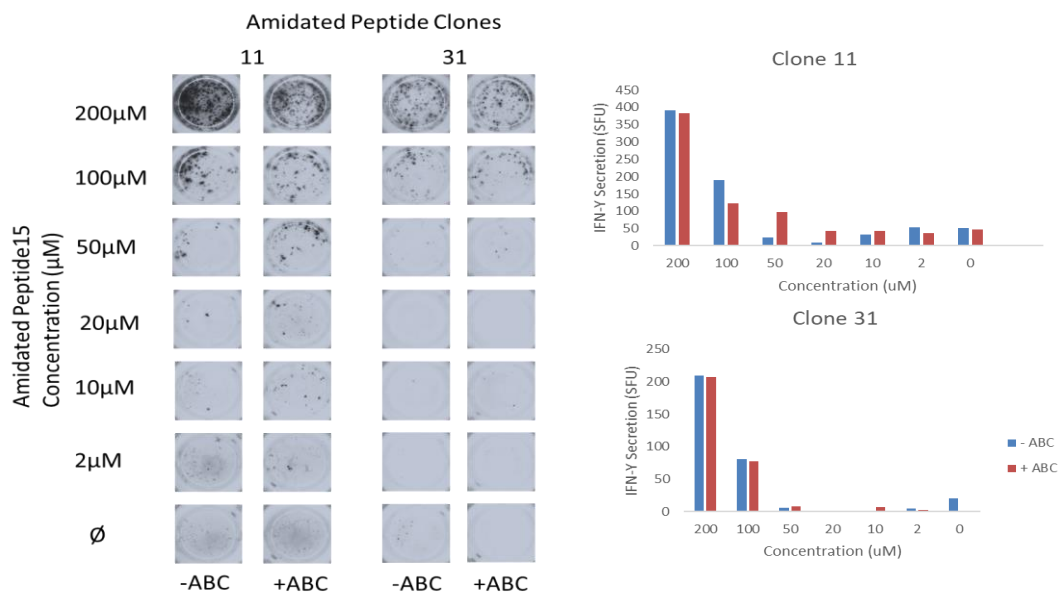 Amidated Peptide Clones
11 31
200µM
100µM
50µM
20µM
10µM
2µM
Ø
Amidated Peptide15
Concentration (µM)
-ABC +ABC -ABC +ABC
Clone 11
IFN-Y Secretion (SFU)
450
400
350
300
250
200
150
100
50
0
200 100 50 20 10 2 0
Concentration (uM)
Clone 31
IFN-Y Secretion (SFU)
250
200
150
100
50
0
200 100 50 20 10 2 0
Concentration (uM)
- ABC
+ ABC